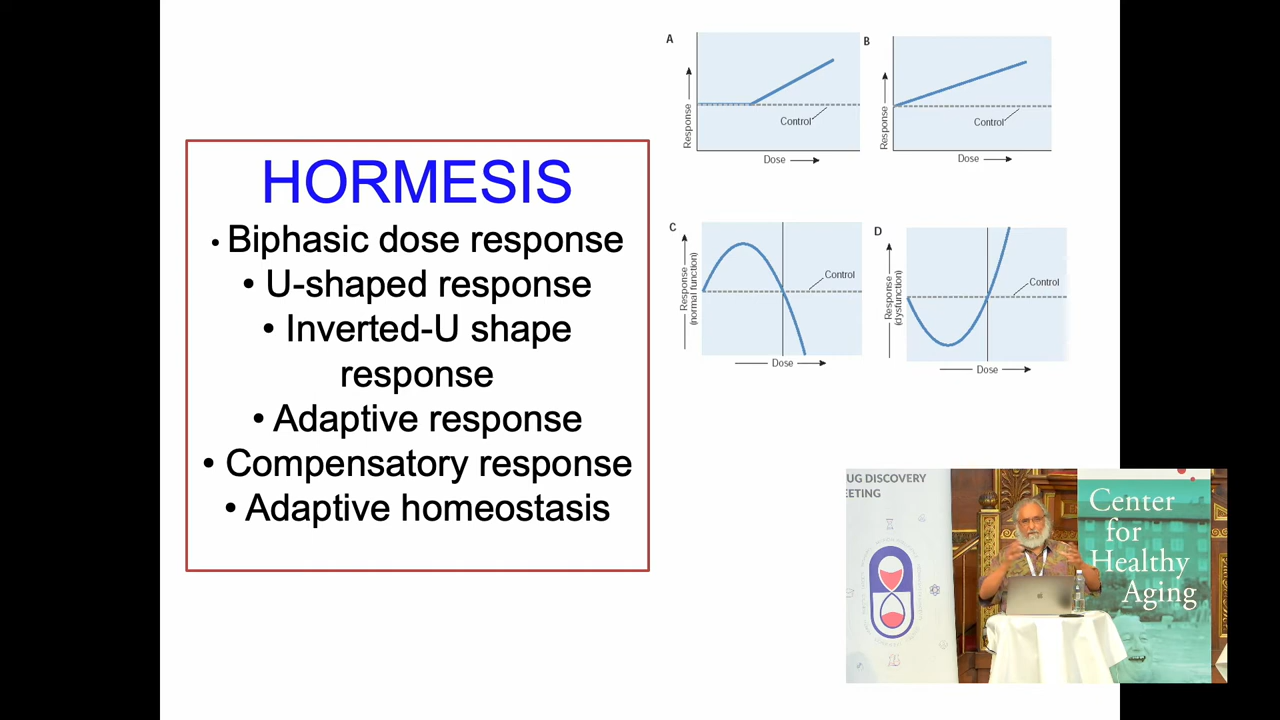 HORMESIS
• Biphasic dose response
• U-shaped response
• Inverted-U shape
response
• Adaptive response
• Compensatory response
• Adaptive homeostasis
A
Response
Control
Dose
B
Response
Control
Dose
C
Response
(normal function)
Control
Dose
D
Response
(dysfunction)
Control
Dose
UG DISCOVERY
EETING
Center
for
Healthy
Aging